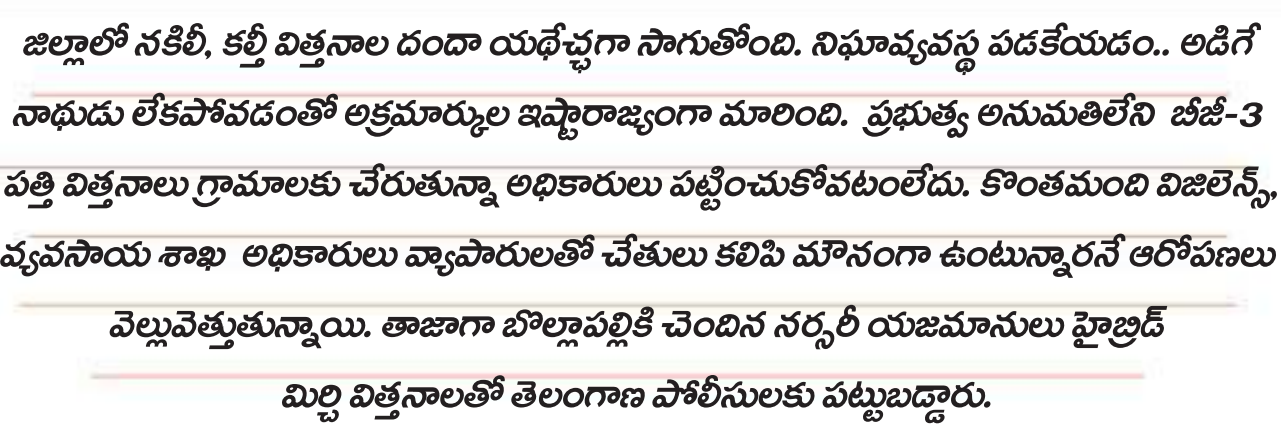 జిల్లాలో నకిలీ, కల్తీ విత్తనాల దందా యథేచ్ఛగా సాగుతోంది. నిఘావ్యవస్థ పడకేయడం.. అడిగే
నాథుడు లేకపోవడంతో అక్రమార్కుల ఇష్టారాజ్యంగా మారింది. ప్రభుత్వ అనుమతిలేని బీజీ-3
పత్తి విత్తనాలు గ్రామాలకు చేరుతున్నా అధికారులు పట్టించుకోవటంలేదు. కొంతమంది విజిలెన్స్,
వ్యవసాయ శాఖ అధికారులు వ్యాపారులతో చేతులు కలిపి మౌనంగా ఉంటున్నారనే ఆరోపణలు
వెల్లువెత్తుతున్నాయి. తాజాగా బొల్లాపల్లికి చెందిన నర్సరీ యజమానులు హైబ్రిడ్
మిర్చి విత్తనాలతో తెలంగాణ పోలీసులకు పట్టుబడ్డారు.